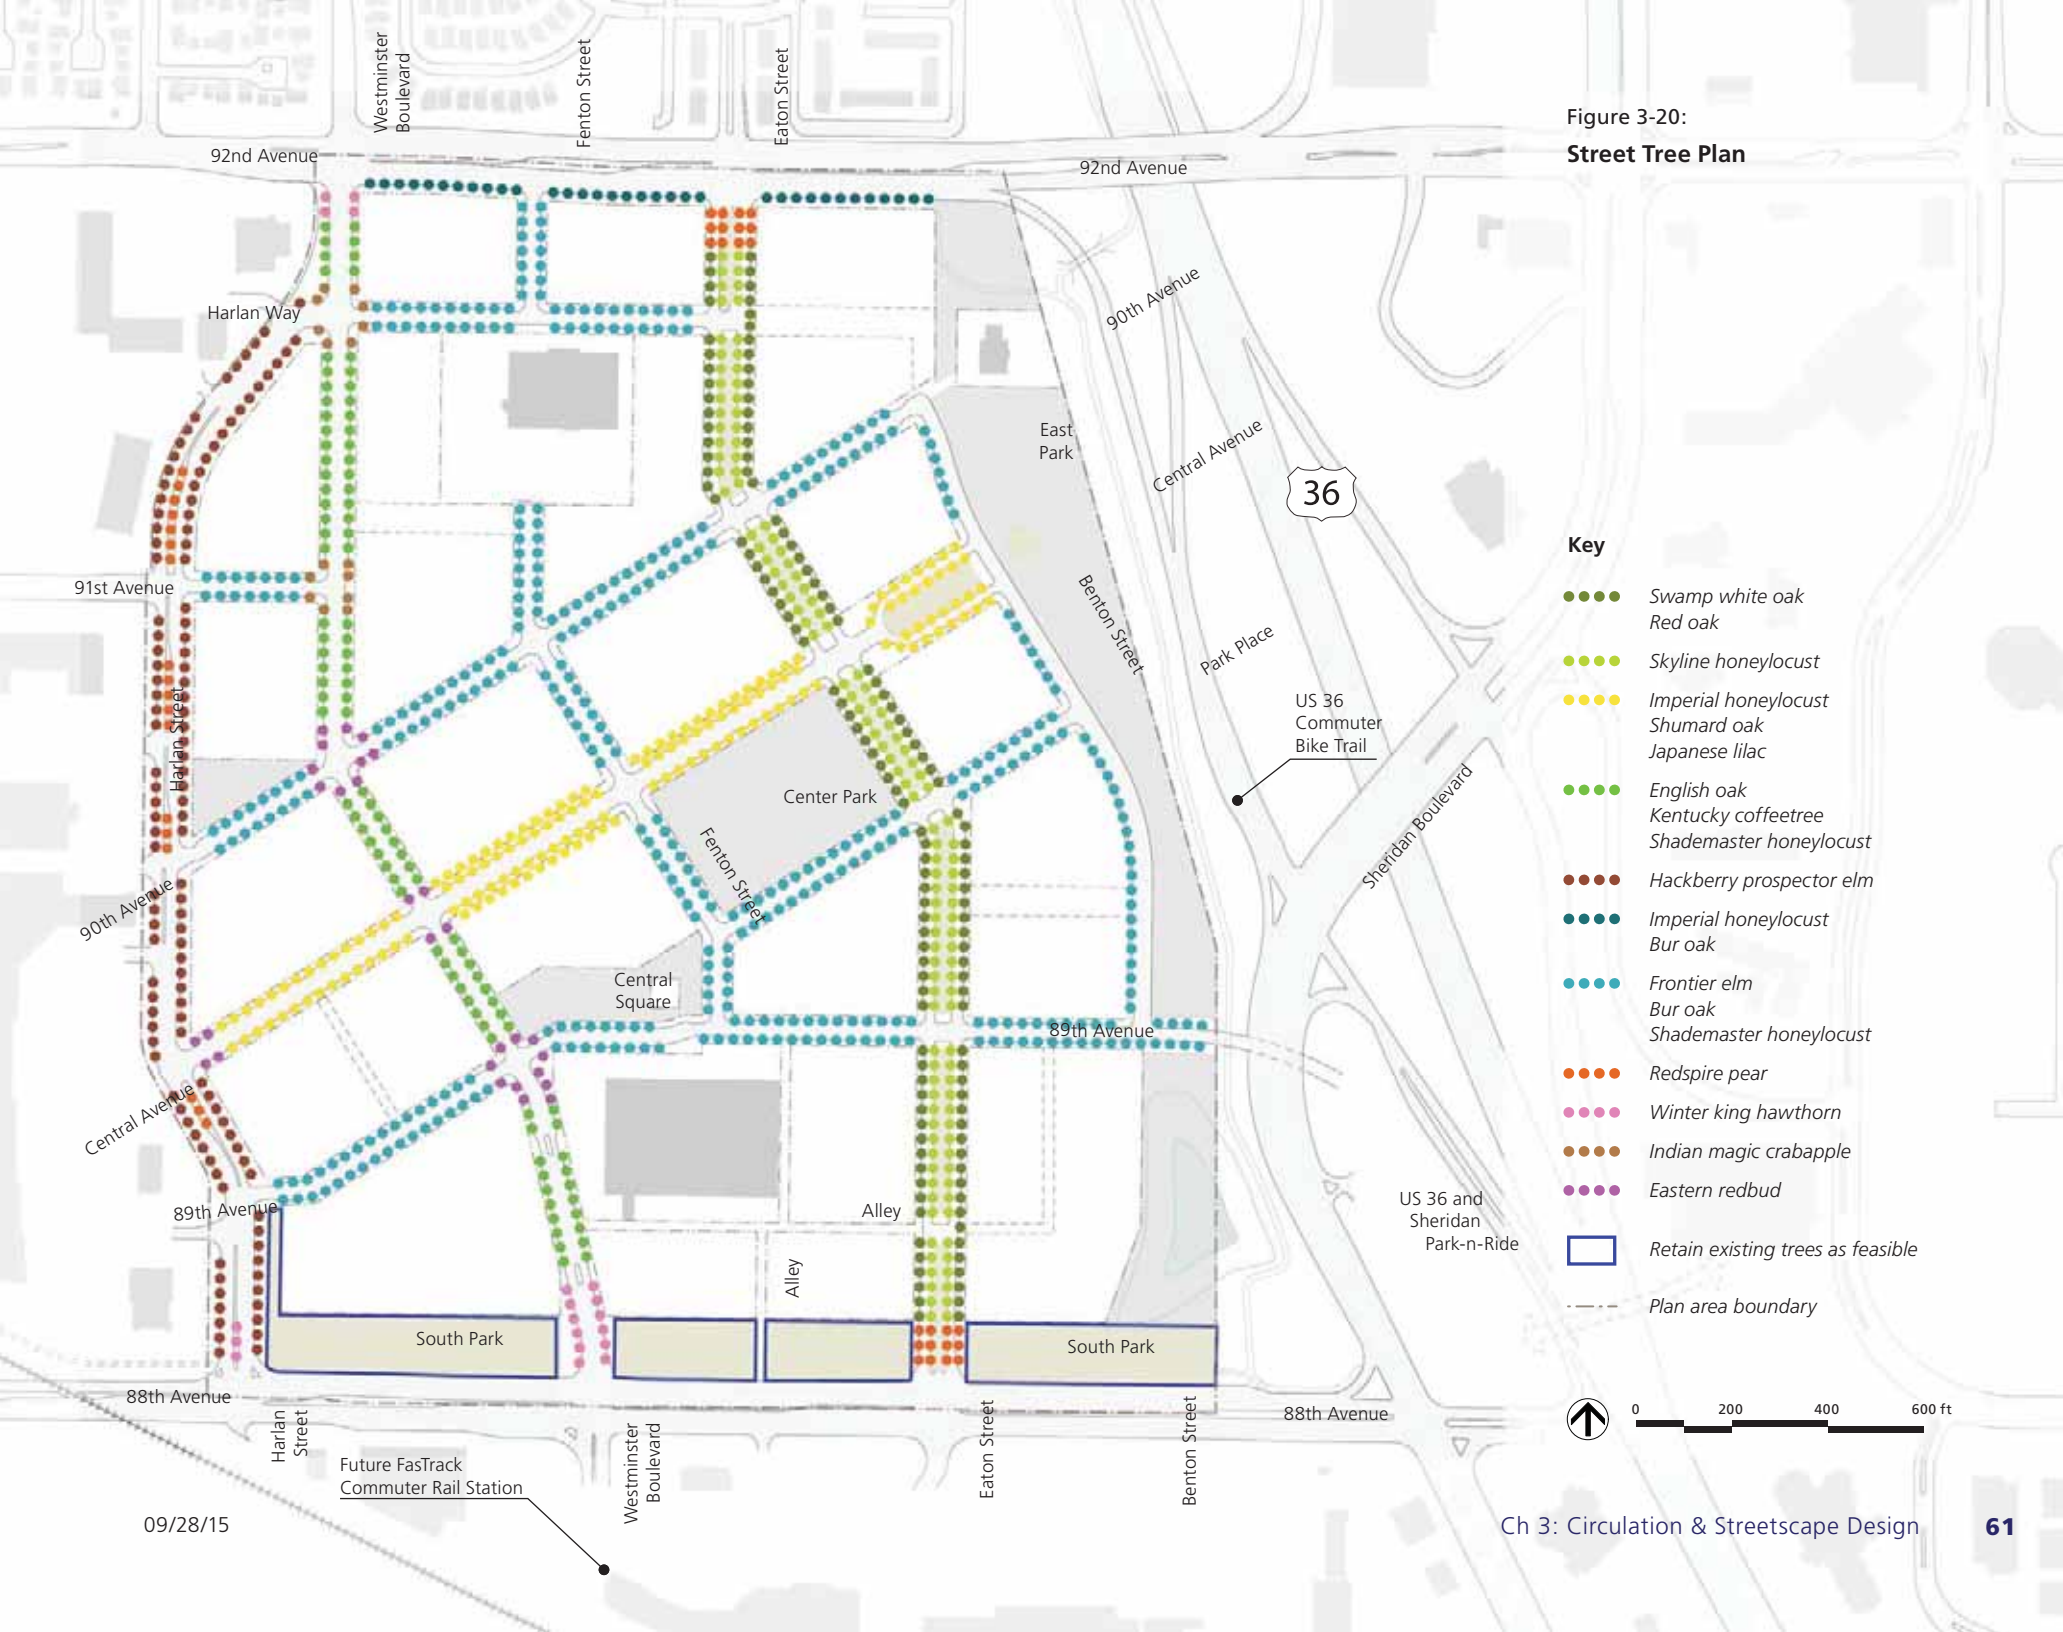 Westminster
Boulevard
Fenton Street
Eaton Street
92nd Avenue
92nd Avenue
Figure 3-20:
Street Tree Plan
Harlan Way
90th Avenue
East
Park
Central Avenue
36
Key
91st Avenue
Benton Street
Park Place
Harlan Street
US 36
Commuter
Bike Trail
Center Park
Fenton Street
Sheridan Boulevard
90th Avenue
Central
Square
89th Avenue
Central Avenue
89th Avenue
Alley
Alley
US 36 and
Sheridan
Park-n-Ride
South Park
South Park
88th Avenue
88th Avenue
Harlan
Street
Westminster
Boulevard
Eaton Street
Benton Street
Future FasTrack
Commuter Rail Station
Swamp white oak
Red oak
Skyline honeylocust
Imperial honeylocust
Shumard oak
Japanese lilac
English oak
Kentucky coffeetree
Shademaster honeylocust
Hackberry prospector elm
Imperial honeylocust
Bur oak
Frontier elm
Bur oak
Shademaster honeylocust
Redspire pear
Winter king hawthorn
Indian magic crabapple
Eastern redbud
Retain existing trees as feasible
Plan area boundary
0 200 400 600 ft
09/28/15
Ch 3: Circulation & Streetscape Design 61